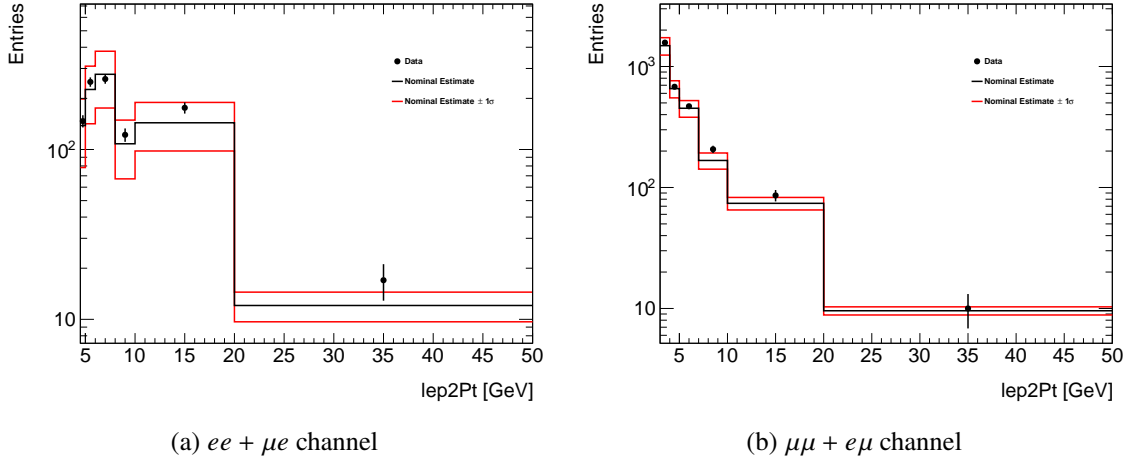 Entries
10²
10
Data
Nominal Estimate
Nominal Estimate ± 1σ
5 10 15 20 25 30 35 40 45 50
lep2Pt [GeV]
(a) ee + μe channel
Entries
10³
10²
10
Data
Nominal Estimate
Nominal Estimate ± 1σ
5 10 15 20 25 30 35 40 45 50
lep2Pt [GeV]
(b) μμ + eμ channel